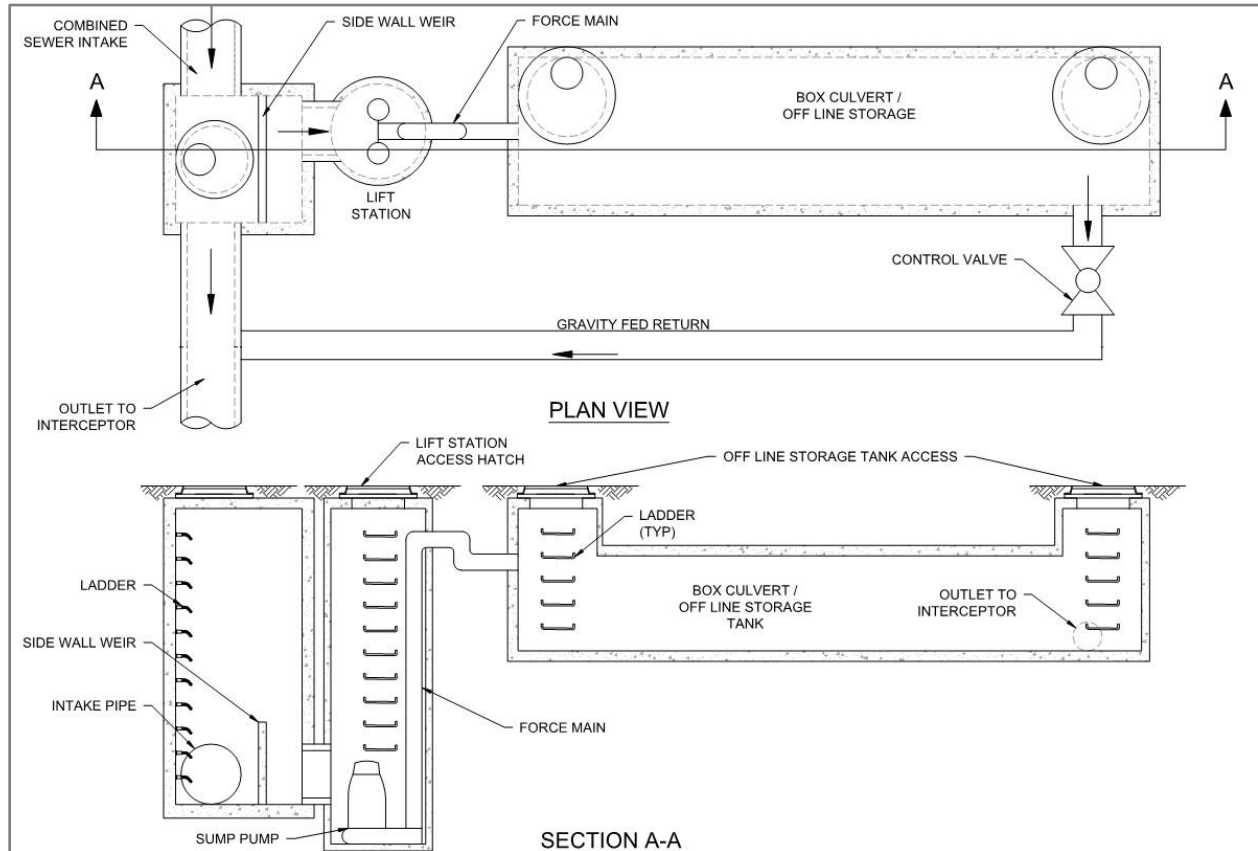 COMBINED
SEWER INTAKE
SIDE WALL WEIR
FORCE MAIN
A
A
BOX CULVERT /
OFF LINE STORAGE
LIFT
STATION
CONTROL VALVE
GRAVITY FED RETURN
OUTLET TO
INTERCEPTOR
PLAN VIEW
LIFT STATION
ACCESS HATCH
OFF LINE STORAGE TANK ACCESS
LADDER
(TYP)
LADDER
BOX CULVERT /
OFF LINE STORAGE
TANK
OUTLET TO
INTERCEPTOR
SIDE WALL WEIR
INTAKE PIPE
FORCE MAIN
SUMP PUMP
SECTION A-A